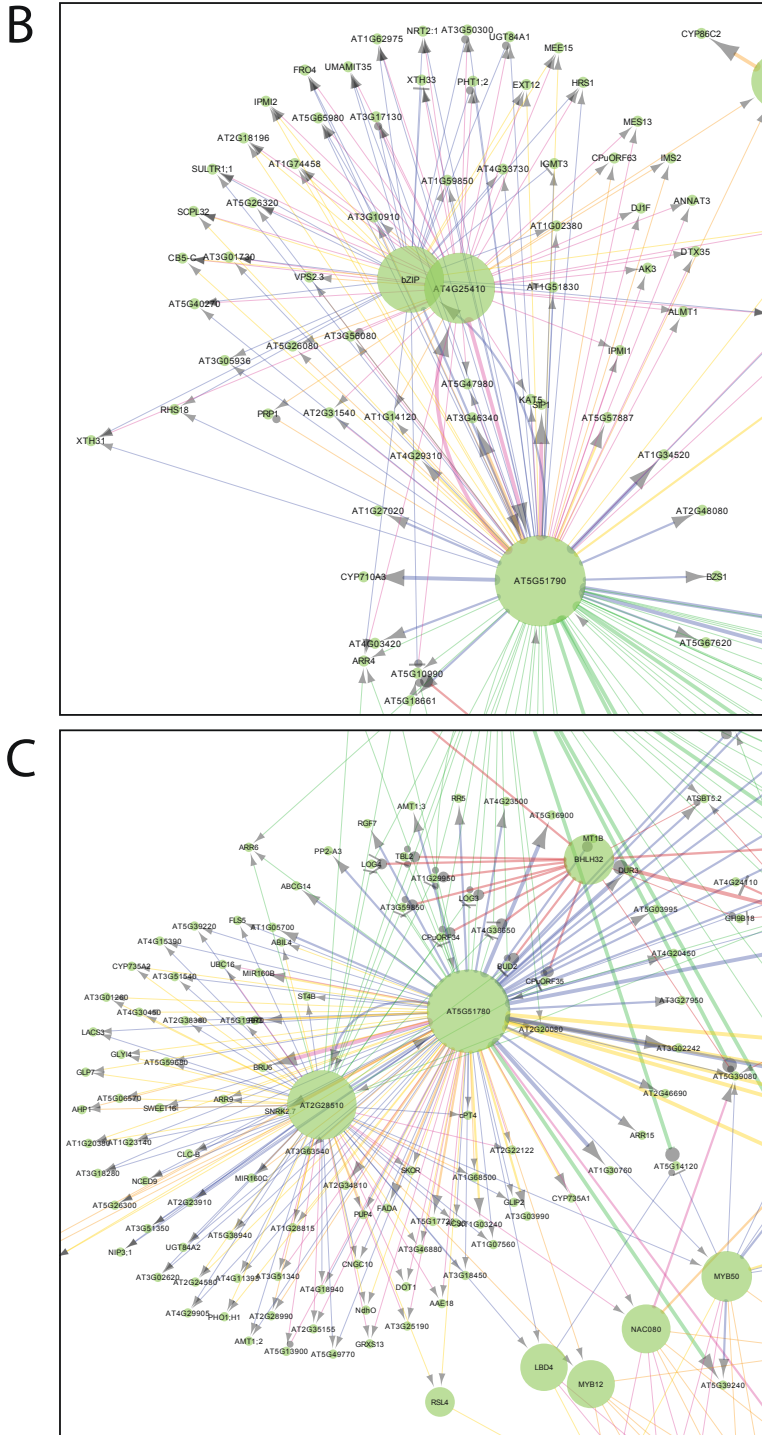 B
NRT2:1
AT3G50300
AT1G62975
UGT84A1
CYP86C2
MEE15
FRO4
UMAMIT35
XTH33
PHT1;2
EXT12
HRS1
IPMI2
AT5G65980
AT3G17130
MES13
AT2G18196
AT1G74458
AT4G33730
IGMT3
CPuORF63
IMS2
SULTR1;1
AT1G59850
AT5G26320
DJ1F
ANNAT3
SCPL32
AT3G10910
AT1G02380
CB5-C
AT3G01730
DTX35
VPS2.3
bZIP
AT4G25410
AT1G51830
AK3
AT5G40270
ALMT1
AT3G56080
AT5G26080
IPMI1
AT3G05936
AT5G47980
RHS18
PRP1
AT2G31540
AT1G14120
AT3G46340
KAT5
SIP1
AT5G57887
XTH31
AT4G29310
AT1G34520
AT1G27020
AT2G48080
CYP710A3
AT5G51790
BZS1
AT4G03420
AT5G67620
ARR4
AT5G10990
AT5G18661
C
AMT1;3
RR5
AT4G23500
ATSBT5.2
RGF7
AT5G16900
ARR6
PP2-A3
TBL2
MT1B
LOG4
BHLH32
DUR3
AT1G29950
AT4G24110
ABCG14
LOG3
AT3G59850
AT5G03995
FLS5
AT1G05700
CPuORF34
AT4G38550
AT5G39220
AT4G15390
ABIL4
AT4G20450
CYP735A2
UBC16
MIR160B
BUD2
AT3G51540
CPuORF35
AT3G01260
ST4B
AT3G27950
AT4G30450
AT2G38380
AT5G51780
LACS3
AT2G20080
GLYI4
AT3G02242
AT5G59680
GLP7
BRU6
AT5G39080
AT5G06570
AHP1
SWEET16
ARR9
SNRK2.7
AT2G28510
AT2G46690
cPT4
ARR15
AT1G20380
AT1G23140
AT3G63540
AT2G22122
AT3G18280
CLC-B
NCED9
SKOR
AT1G68500
AT1G30760
AT5G14120
AT5G26300
AT2G23910
MIR160C
AT2G34810
GLIP2
CYP735A1
AT3G51350
PUP4
FADA
AT3G03990
NIP3;1
UGT84A2
AT5G38940
AT1G28815
AT1G07560
AT3G46880
AT3G02620
AT2G24580
AT4G11393
AT3G51340
CNGC10
AT3G18450
MYB50
AT4G29905
PHO1;H1
AT2G28990
AT4G18940
DOT1
NdhO
AAE18
AMT1;2
AT2G35155
AT3G25190
NAC080
AT5G13900
AT5G49770
GRXS13
LBD4
MYB12
AT5G39240
RSL4